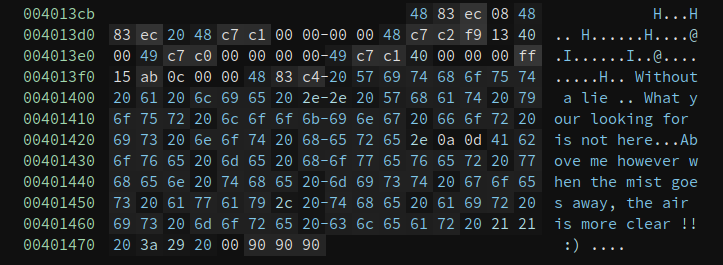 004013cb 48 83 ec 08 48 H...H
004013d0 83 ec 20 48 c7 c1 00 00-00 00 48 c7 c2 f9 13 40 .. H......H....@
004013e0 00 49 c7 c0 00 00 00 00-49 c7 c1 40 00 00 00 ff .I......I..@....
004013f0 15 ab 0c 00 00 48 83 c4-20 57 69 74 68 6f 75 74 .....H.. Without
00401400 20 61 20 6c 69 65 20 2e-2e 20 57 68 61 74 20 79 a lie .. What y
00401410 6f 75 72 20 6c 6f 6f 6b-69 6e 67 20 66 6f 72 20 our looking for
00401420 69 73 20 6e 6f 74 20 68-65 72 65 2e 0a 0d 41 62 is not here...Ab
00401430 6f 76 65 20 6d 65 20 68-6f 77 65 76 65 72 20 77 ove me however w
00401440 68 65 6e 20 74 68 65 20-6d 69 73 74 20 67 6f 65 hen the mist goe
00401450 73 20 61 77 61 79 2c 20-74 68 65 20 61 69 72 20 s away, the air
00401460 69 73 20 6d 6f 72 65 20-63 6c 65 61 72 20 21 21 is more clear !!
00401470 20 3a 29 20 00 90 90 90 :) ....